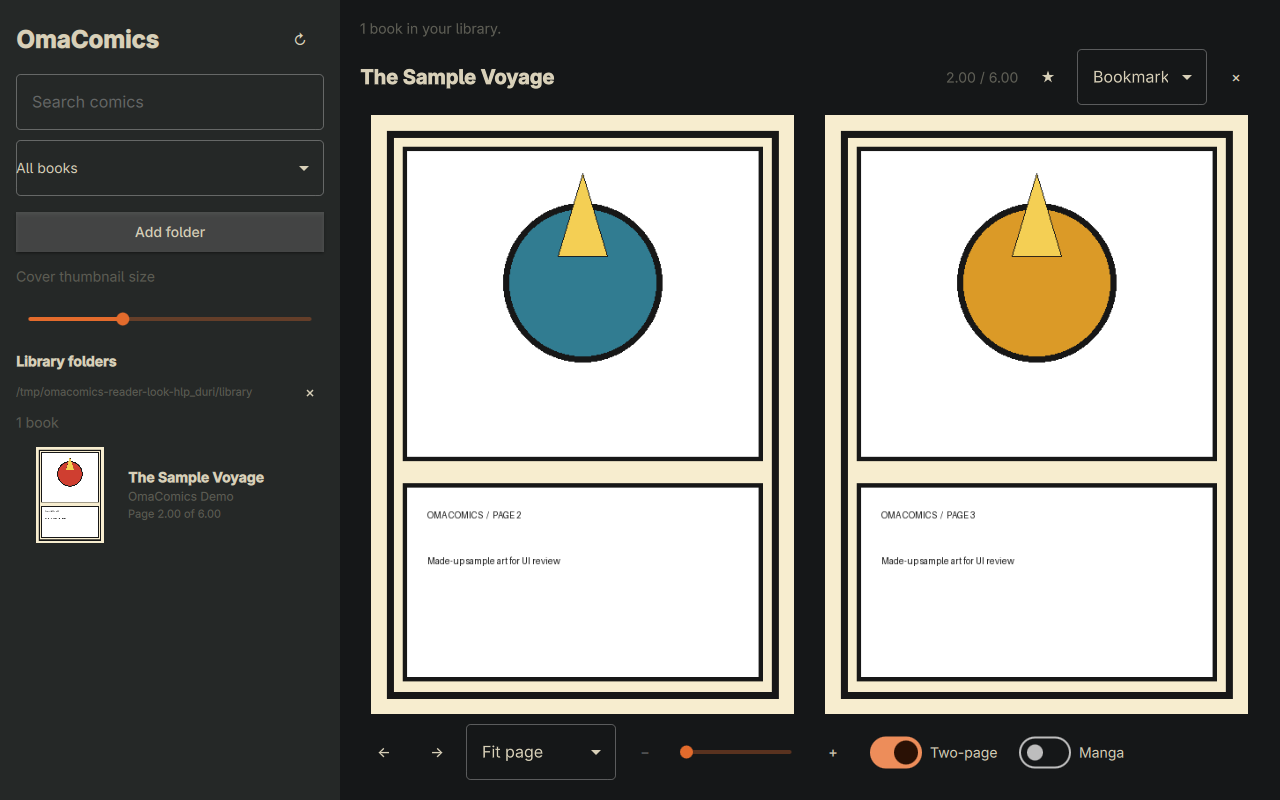 OmaComics
Search comics
All books
Add folder
Cover thumbnail size
Library folders
/tmp/omacomics-reader-look-hlp_durl/library
1 book
The Sample Voyage
OmaComics Demo
Page 2.00 of 6.00
1 book in your library.
The Sample Voyage
2.00 / 6.00
Bookmark
OMACOMICS / PAGE 2
Made-up sample art for UI review
OMACOMICS / PAGE 3
Made-up sample art for UI review
Fit page
Two-page
Manga